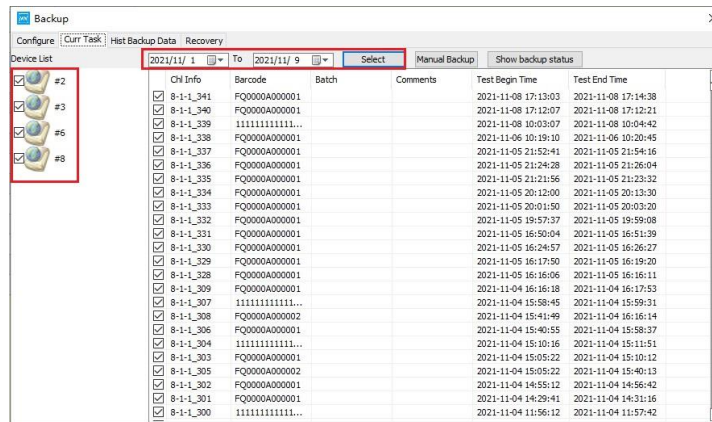 Backup
Configure Curr Task Hist Backup Data Recovery
Device List 2021/11/ 1 To 2021/11/ 9 Select Manual Backup Show backup status
#2
#3
#6
#8
Chl Info Barcode Batch Comments Test Begin Time Test End Time
8-1-1_341 FQ0000A000001 2021-11-08 17:13:03 2021-11-08 17:14:38
8-1-1_340 FQ0000A000001 2021-11-08 17:12:07 2021-11-08 17:12:21
8-1-1_339 111111111111... 2021-11-08 10:03:07 2021-11-08 10:04:42
8-1-1_338 FQ0000A000001 2021-11-06 10:19:10 2021-11-06 10:20:45
8-1-1_337 FQ0000A000001 2021-11-05 21:52:41 2021-11-05 21:54:16
8-1-1_336 FQ0000A000001 2021-11-05 21:24:28 2021-11-05 21:26:04
8-1-1_335 FQ0000A000001 2021-11-05 21:21:56 2021-11-05 21:23:32
8-1-1_334 FQ0000A000001 2021-11-05 20:12:00 2021-11-05 20:13:30
8-1-1_333 FQ0000A000001 2021-11-05 20:01:50 2021-11-05 20:03:20
8-1-1_332 FQ0000A000001 2021-11-05 19:57:37 2021-11-05 19:59:08
8-1-1_331 FQ0000A000001 2021-11-05 16:50:04 2021-11-05 16:51:39
8-1-1_330 FQ0000A000001 2021-11-05 16:24:57 2021-11-05 16:26:27
8-1-1_329 FQ0000A000001 2021-11-05 16:17:50 2021-11-05 16:19:20
8-1-1_328 FQ0000A000001 2021-11-05 16:16:06 2021-11-05 16:16:11
8-1-1_309 FQ0000A000001 2021-11-04 16:16:18 2021-11-04 16:17:53
8-1-1_307 111111111111... 2021-11-04 15:58:45 2021-11-04 15:59:31
8-1-1_308 FQ0000A000002 2021-11-04 15:41:49 2021-11-04 16:16:14
8-1-1_306 FQ0000A000001 2021-11-04 15:40:55 2021-11-04 15:58:37
8-1-1_304 111111111111... 2021-11-04 15:10:16 2021-11-04 15:11:51
8-1-1_303 FQ0000A000001 2021-11-04 15:05:22 2021-11-04 15:10:12
8-1-1_305 FQ0000A000002 2021-11-04 15:05:22 2021-11-04 15:40:13
8-1-1_302 FQ0000A000001 2021-11-04 14:55:12 2021-11-04 14:56:42
8-1-1_301 FQ0000A000001 2021-11-04 14:29:41 2021-11-04 14:31:16
8-1-1_300 111111111111... 2021-11-04 11:56:12 2021-11-04 11:57:42